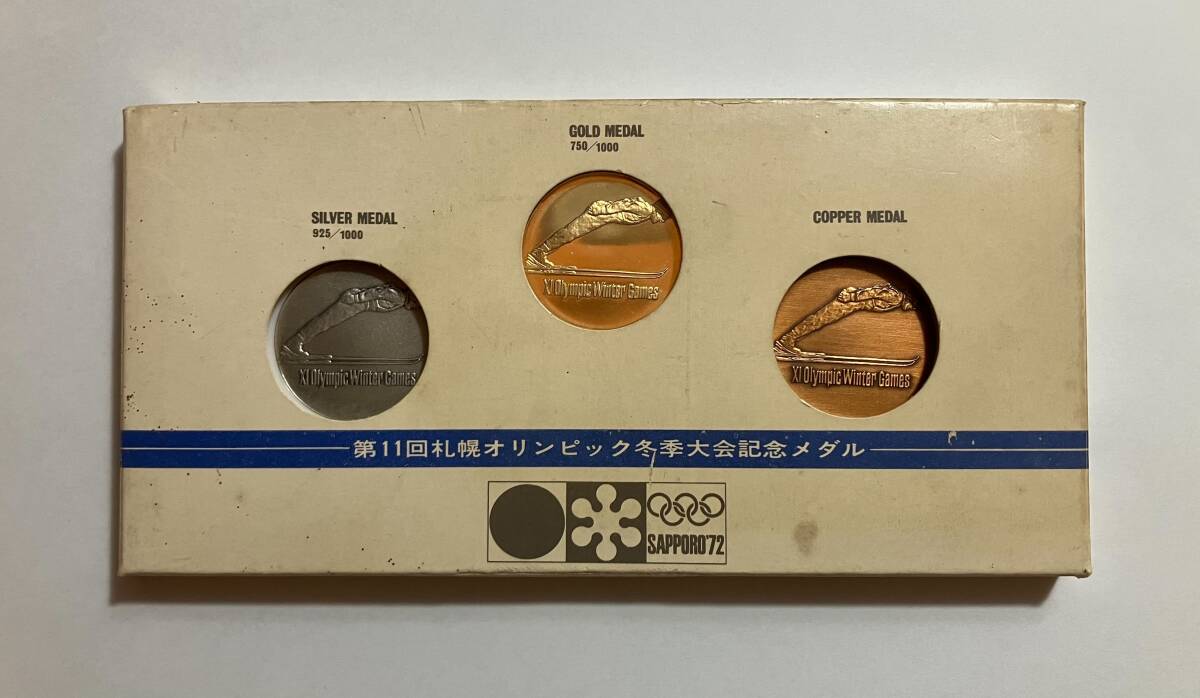 GOLD MEDAL
750/1000
SILVER MEDAL
925/1000
COPPER MEDAL
XI Olympic Winter Games
XI Olympic Winter Games
XI Olympic Winter Games
第11回札幌オリンピック冬季大会記念メダル
SAPPORO'72